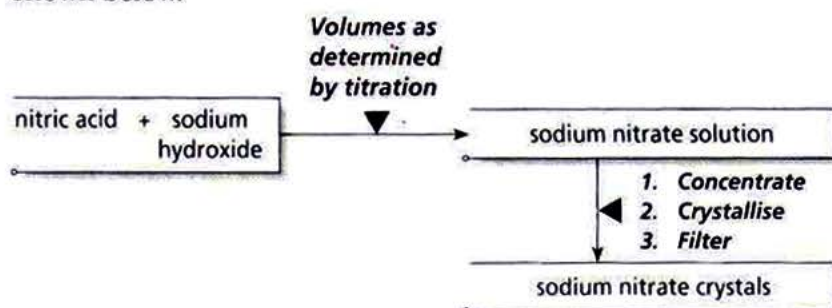 Volumes as
determined
by titration
nitric acid + sodium
hydroxide
sodium nitrate solution
1. Concentrate
2. Crystallise
3. Filter
sodium nitrate crystals